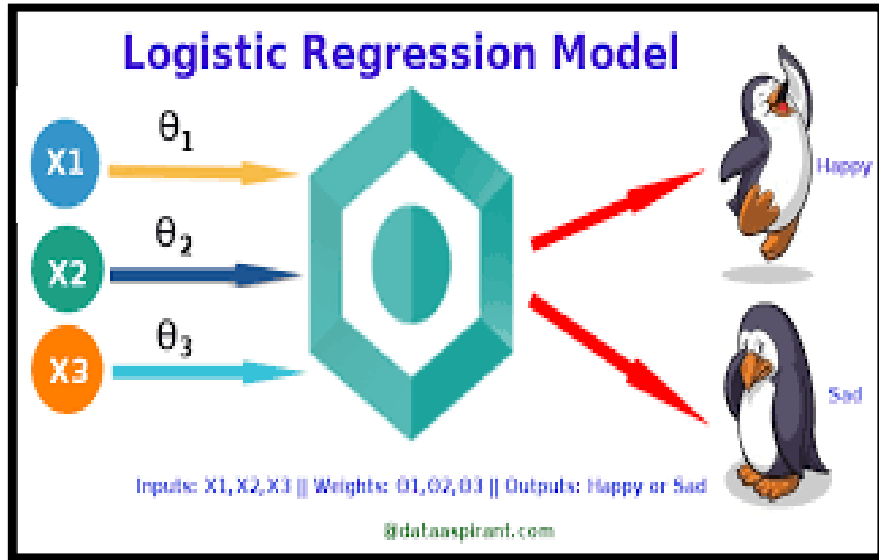 Logistic Regression Model
X1
θ1
X2
θ2
X3
θ3
Happy
Sad
Inputs: X1,X2,X3 || Weights: Θ1,Θ2,Θ3 || Outputs: Happy or Sad
@dataaspirant.com